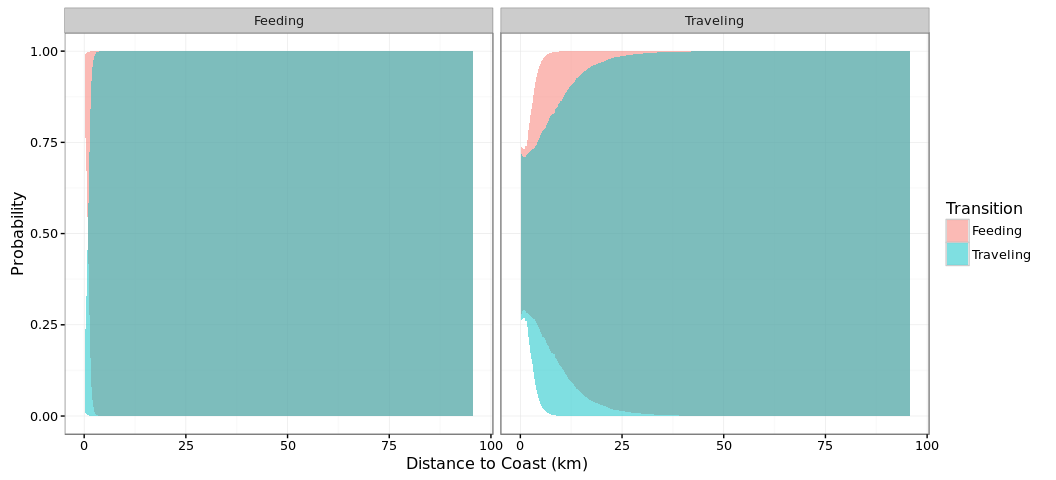 Feeding
Traveling
Probability
1.00
0.75
0.50
0.25
0.00
0
25
50
75
100
0
25
50
75
100
Distance to Coast (km)
Transition
Feeding
Traveling